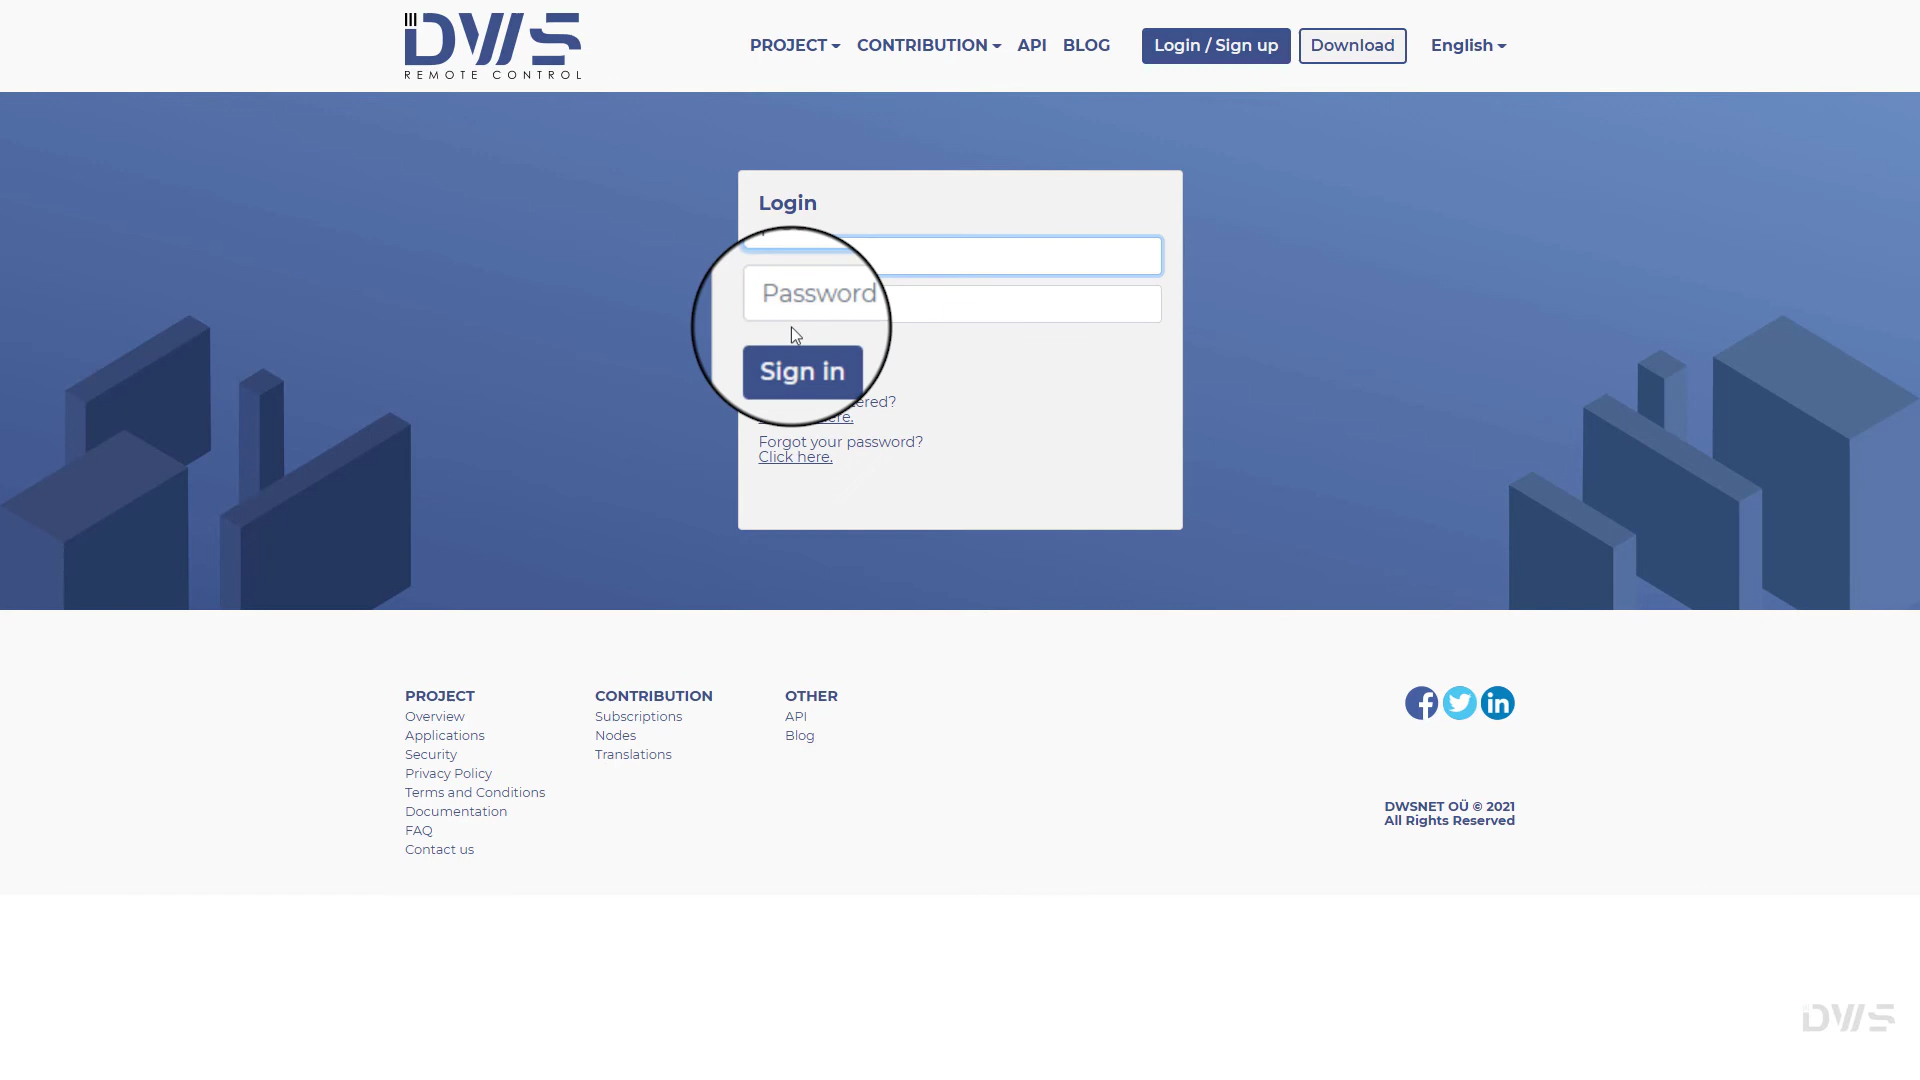 DWS
REMOTE CONTROL
PROJECT
CONTRIBUTION
API
BLOG
Login / Sign up
Download
English
Login
Password
Sign in
Forgot your password?
Click here.
PROJECT
Overview
Applications
Security
Privacy Policy
Terms and Conditions
Documentation
FAQ
Contact us
CONTRIBUTION
Subscriptions
Nodes
Translations
OTHER
API
Blog
DWSNET OÜ © 2021
All Rights Reserved
DWS